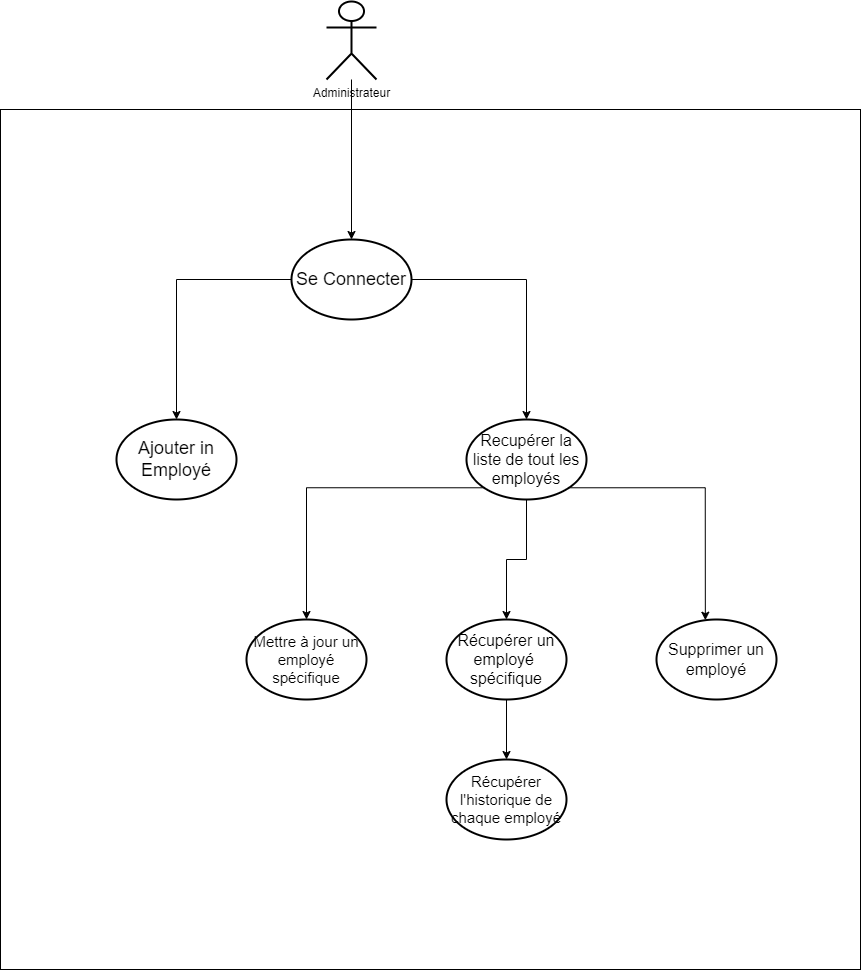 Administrateur
Se Connecter
Ajouter in
Employé
Recupérer la
liste de tout les
employés
Mettre à jour un
employé
spécifique
Récupérer un
employé
spécifique
Supprimer un
employé
Récupérer
l'historique de
chaque employé